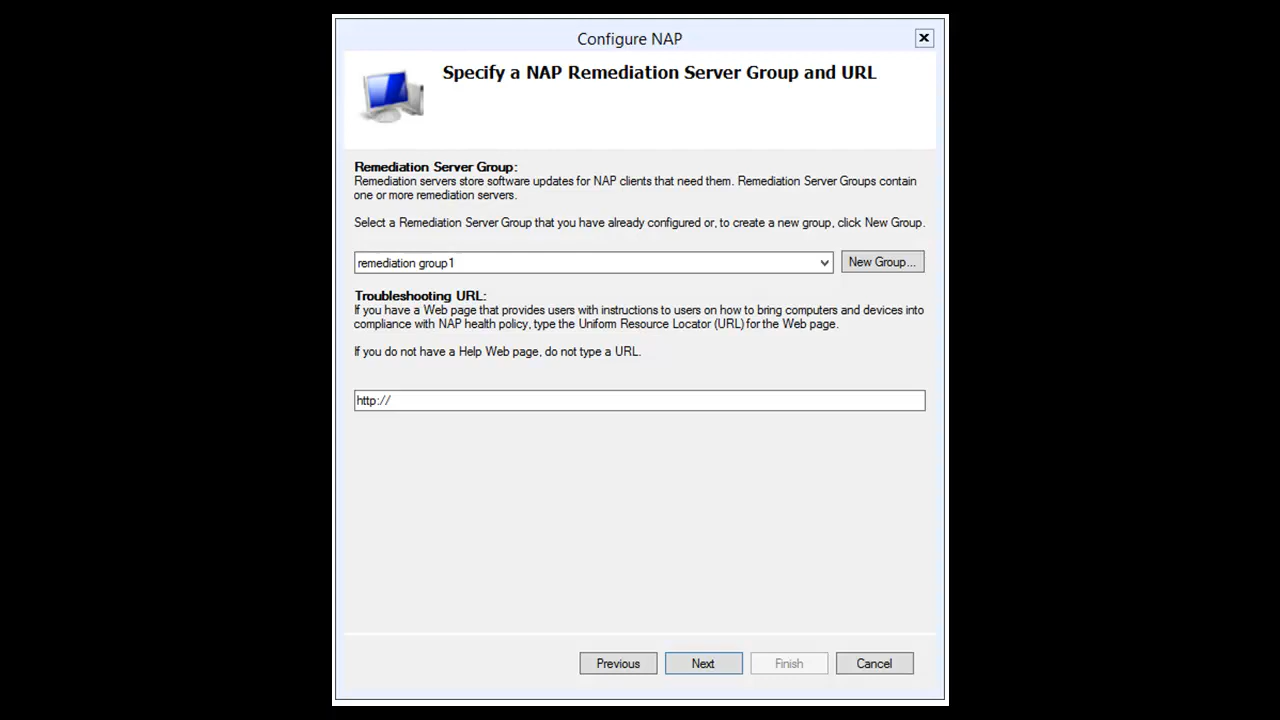 Configure NAP
Specify a NAP Remediation Server Group and URL
Remediation Server Group:
Remediation servers store software updates for NAP clients that need them. Remediation Server Groups contain
one or more remediation servers.
Select a Remediation Server Group that you have already configured or, to create a new group, click New Group.
remediation group1
New Group...
Troubleshooting URL:
If you have a Web page that provides users with instructions to users on how to bring computers and devices into
compliance with NAP health policy, type the Uniform Resource Locator (URL) for the Web page.
If you do not have a Help Web page, do not type a URL.
http://
Previous Next Finish Cancel